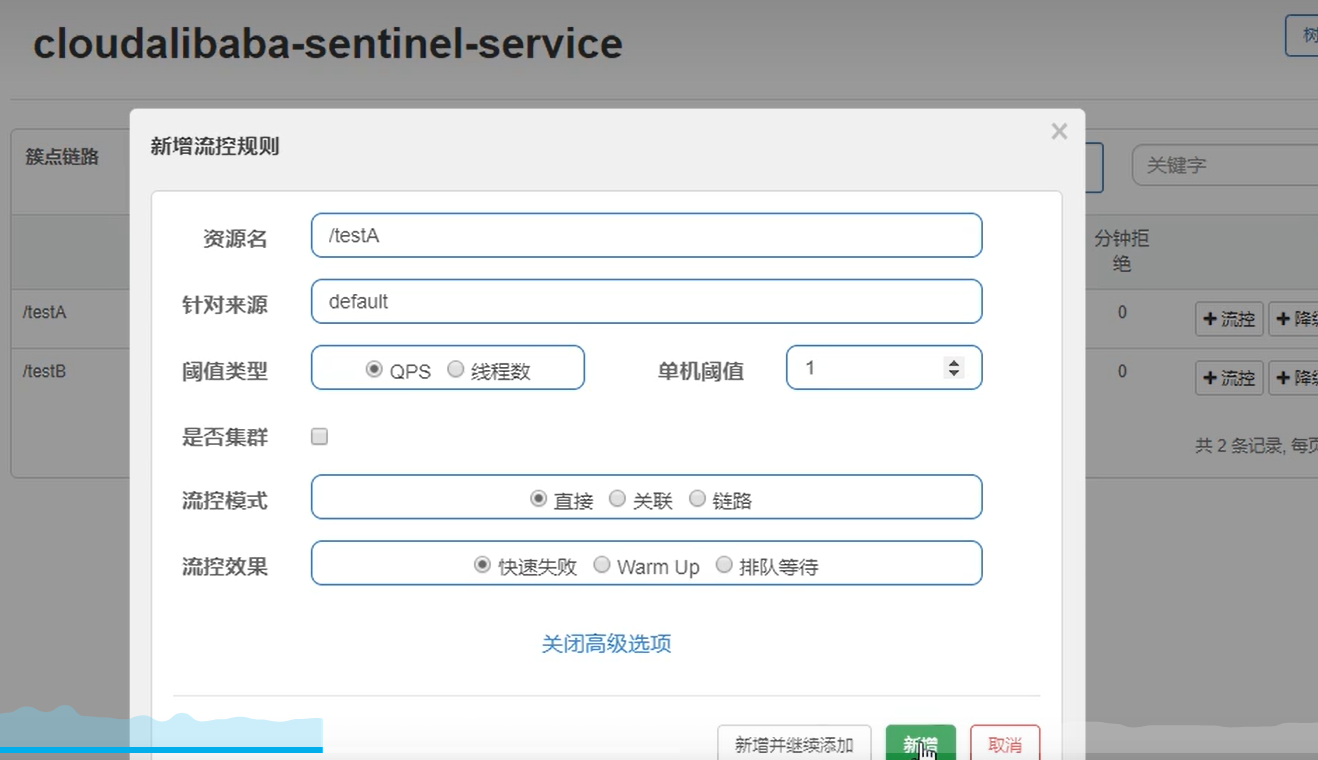 cloudalibaba-sentinel-service
树
新增流控规则
×
簇点链路
关键字
资源名 /testA
分钟拒
绝
针对来源 default
/testA
0 + 流控 + 降级
阈值类型 QPS 线程数 单机阈值 1
/testB
0 + 流控 + 降级
是否集群
共 2 条记录, 每页
流控模式 直接 关联 链路
流控效果 快速失败 Warm Up 排队等待
关闭高级选项
新增并继续添加 新增 取消